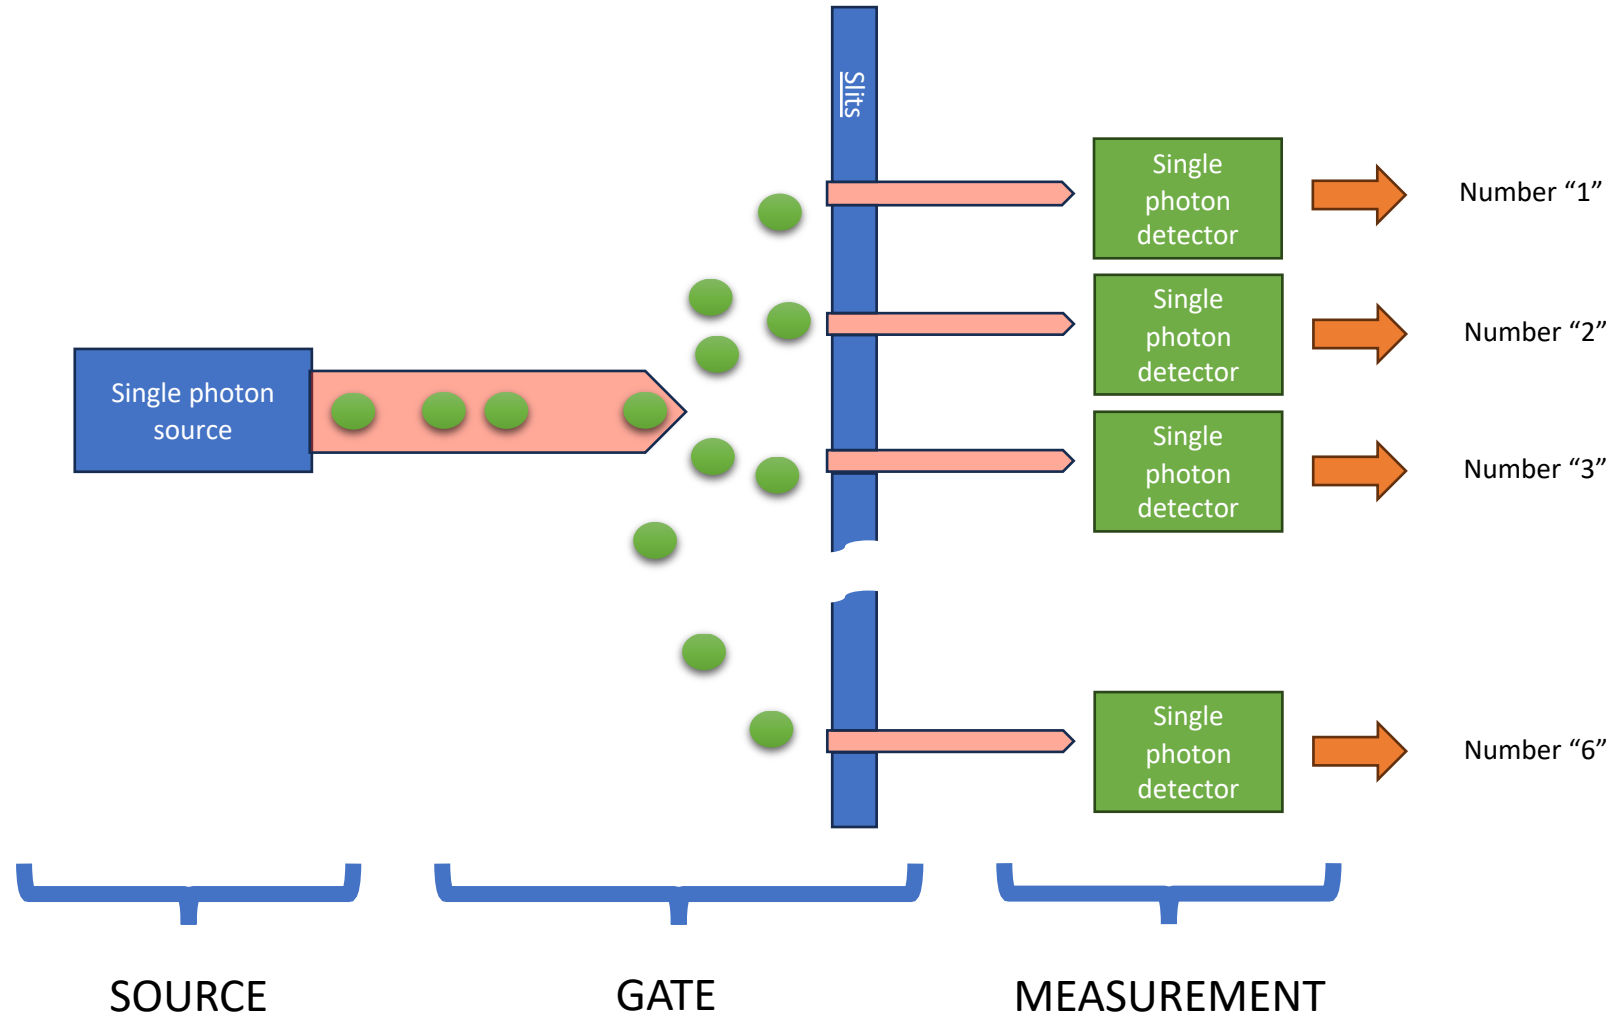 Slits
Single
photon
detector
Number “1”
Single
photon
detector
Number “2”
Single photon
source
Single
photon
detector
Number “3”
Single
photon
detector
Number “6”
SOURCE
GATE
MEASUREMENT